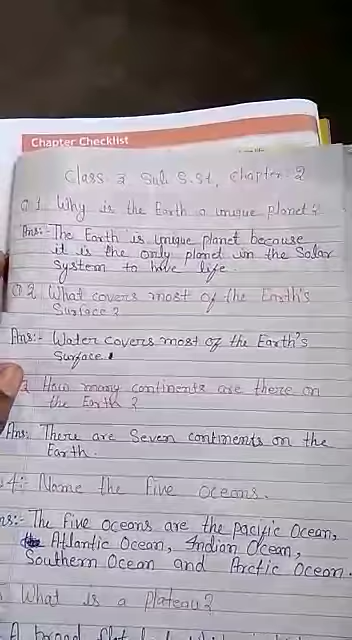 Chapter Checklist
Class 3 Sub S.St, Chapter-2
Q1 Why is the Earth a unique planet?
Ans:- The Earth is unique planet because
it is the only planet in the Solar
System to have life.
Q2 What covers most of the Earth's
Surface?
Ans:- Water covers most of the Earth's
Surface.
3 How many continents are there on
the Earth?
Ans: There are Seven continents on the
Earth.
4:- Name the five oceans.
ns:- The five oceans are the pacific Ocean,
Atlantic Ocean, Indian Ocean,
Southern Ocean and Arctic Ocean.
What is a plateau?
A broad